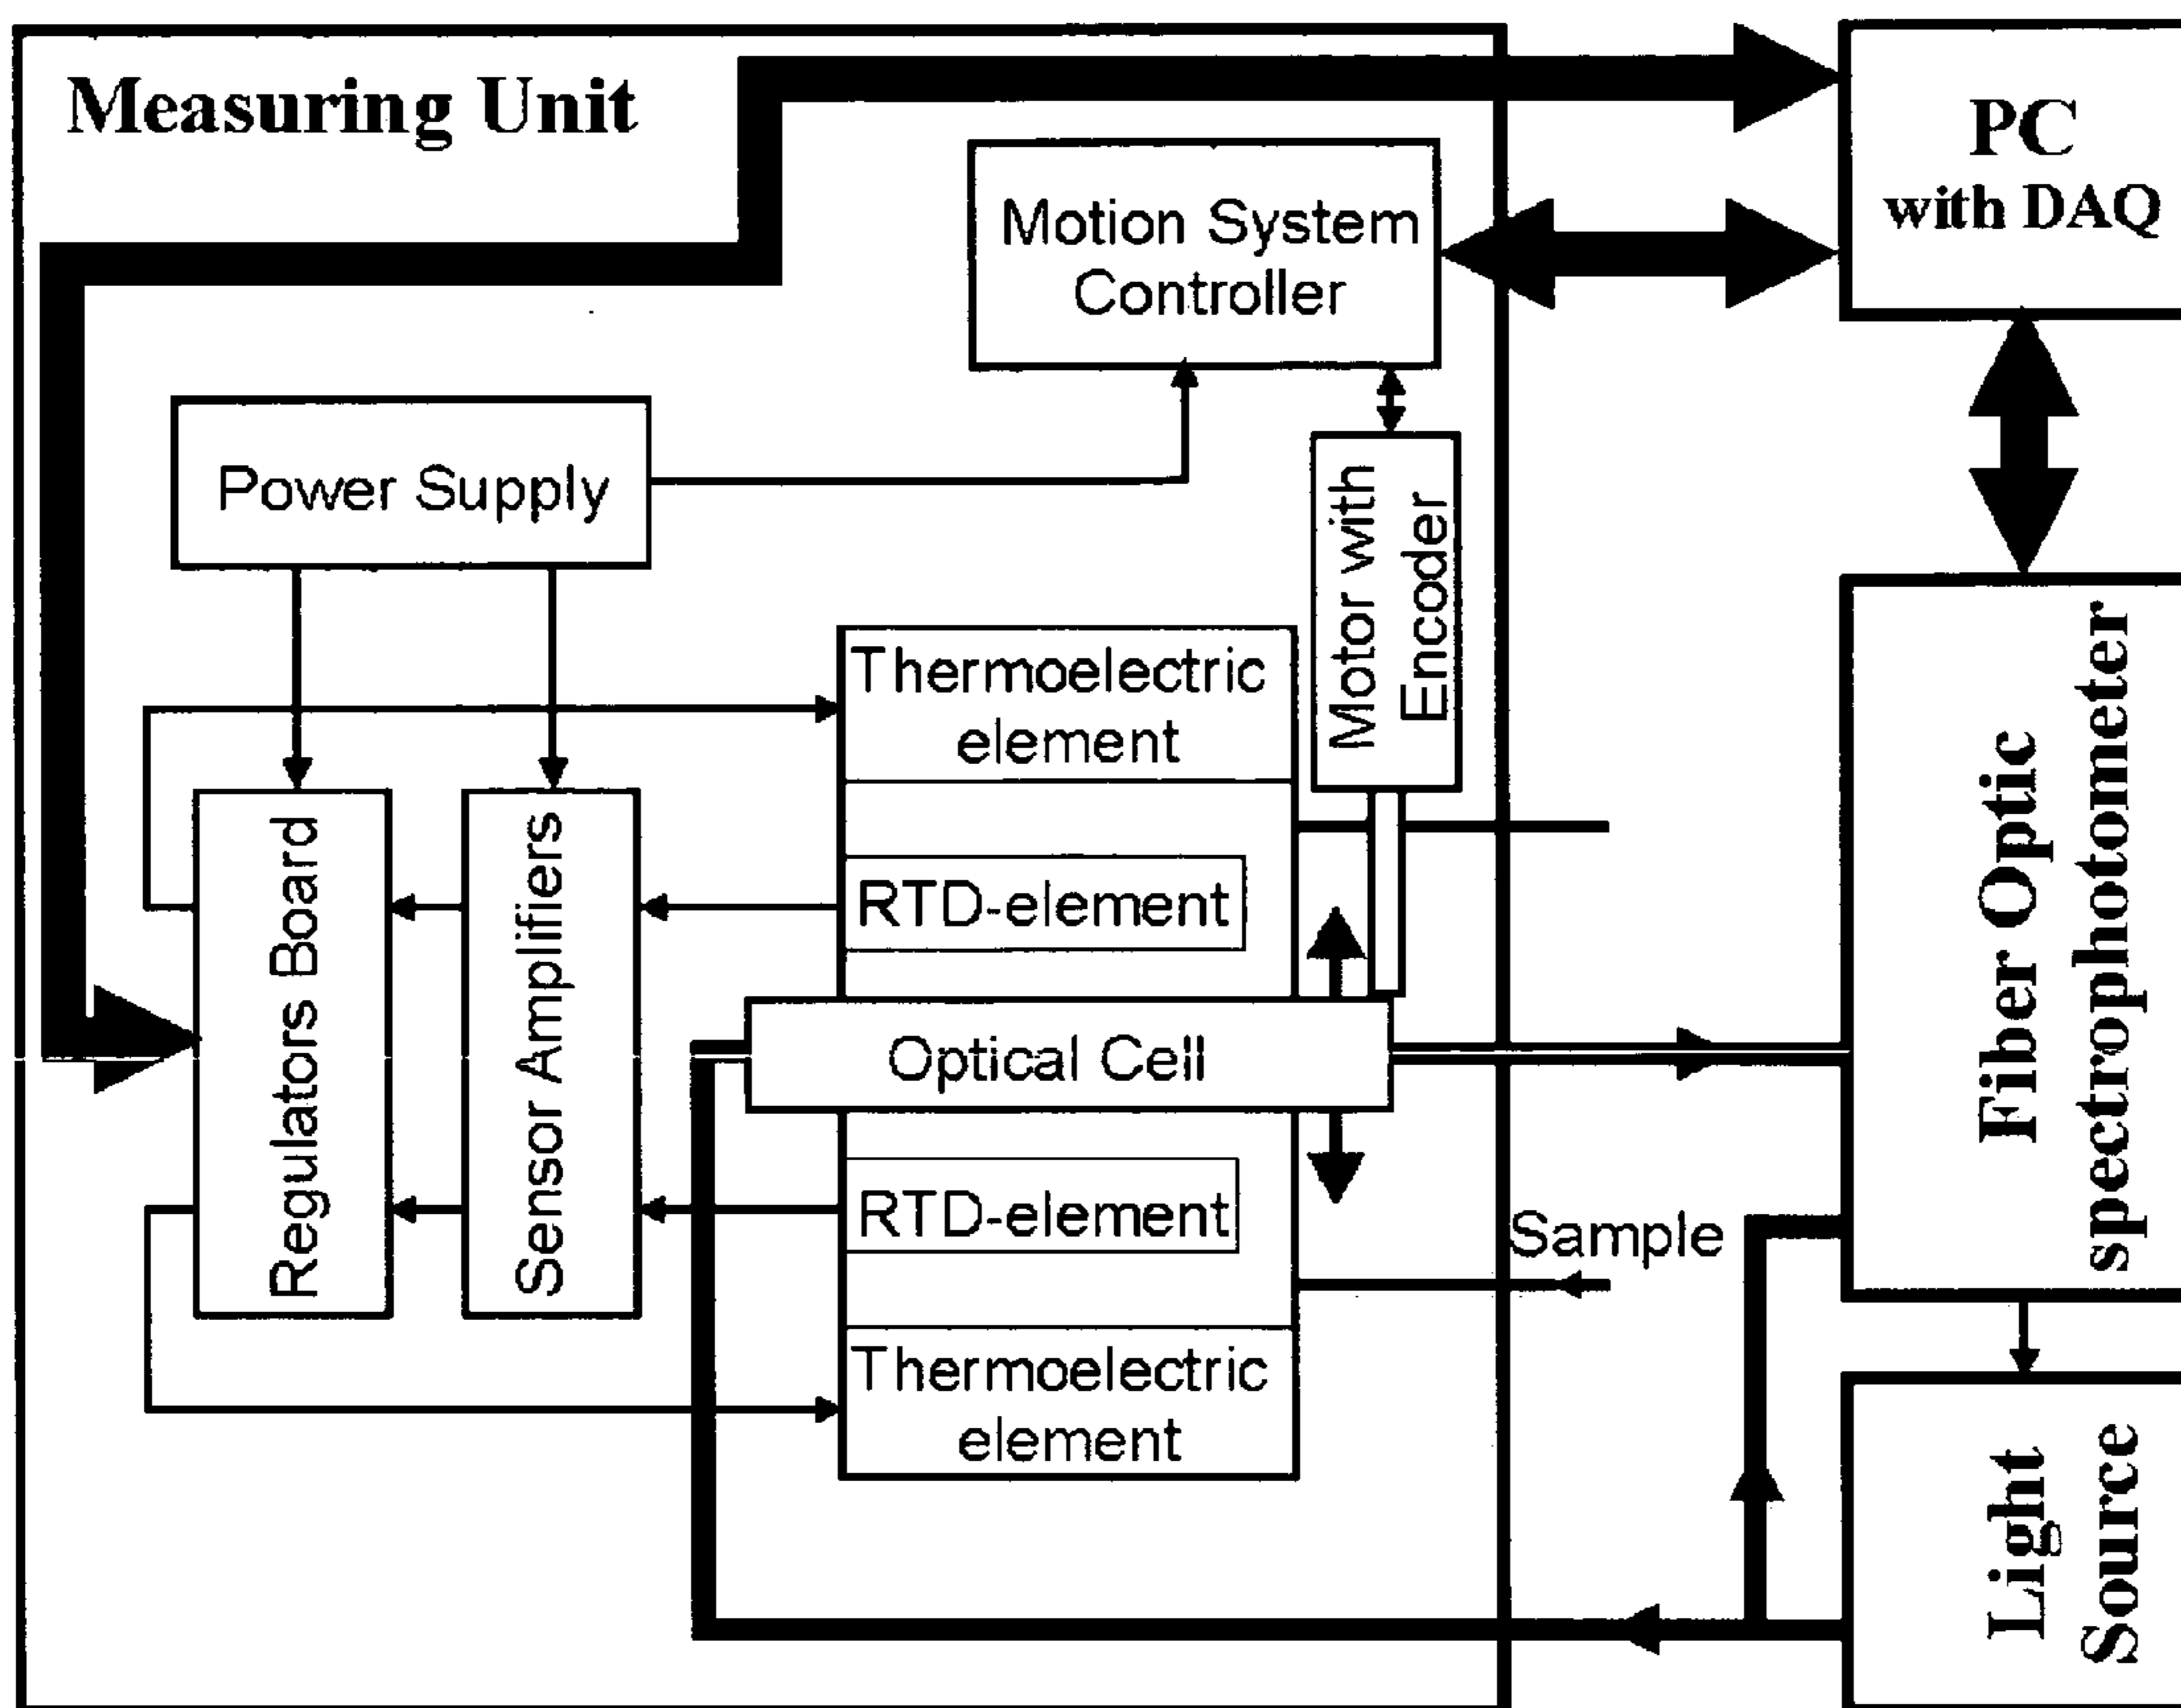 Measuring Unit
PC
with DAQ
Motion System
Controller
Power Supply
Motor with
Encoder
Thermoelectric
element
RTD-element
Regulators Board
Sensor Amplifiers
Optical Cell
RTD-element
Sample
Thermoelectric
element
Fiber Optic
spectrophotometer
Light
Source